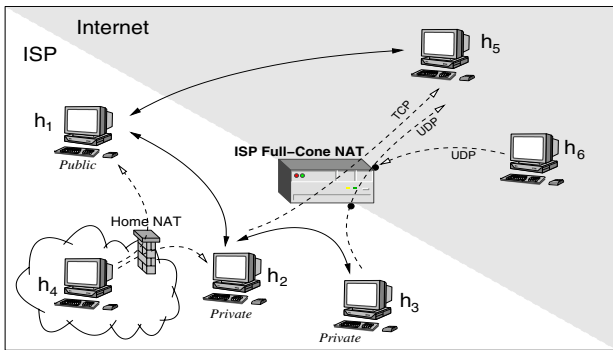 Internet
ISP
h5
h1
Public
TCP
UDP
ISP Full-Cone NAT
h6
UDP
Home NAT
h4
h2
Private
h3
Private